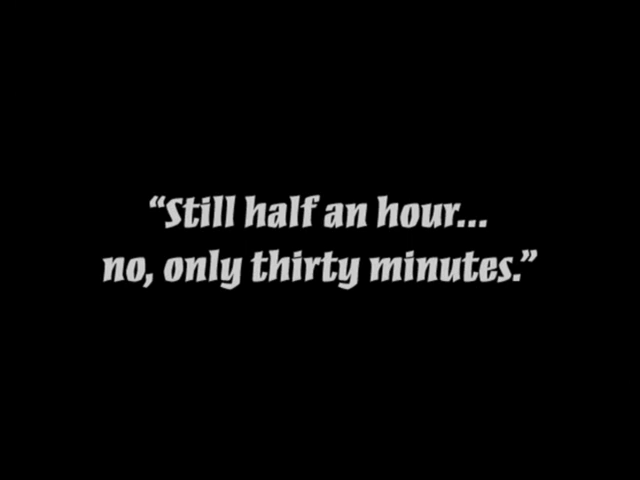 “Still half an hour...
no, only thirty minutes.”